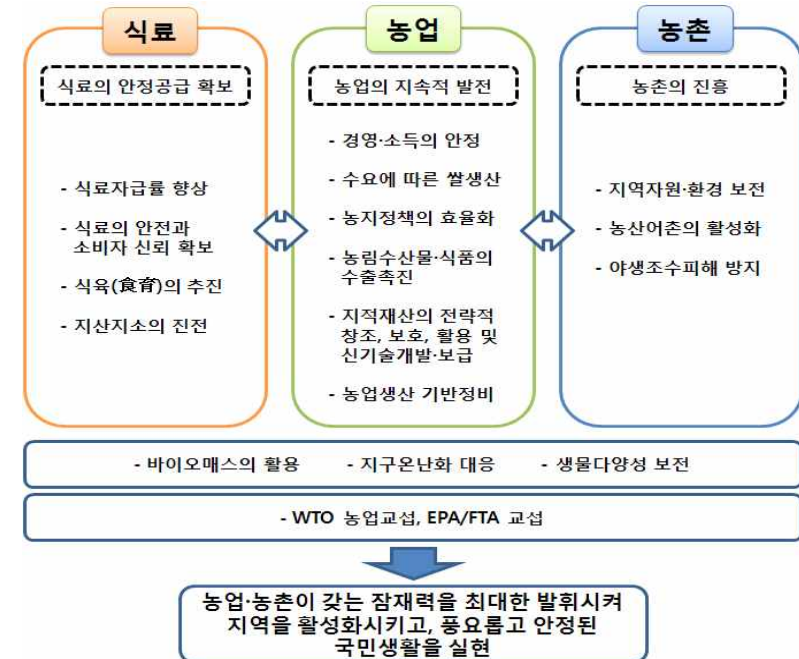 식료
식료의 안정공급 확보
- 식료자급률 향상
- 식료의 안전과
소비자 신뢰 확보
- 식육(食育)의 추진
- 지산지소의 진전
농업
농업의 지속적 발전
- 경영·소득의 안정
- 수요에 따른 쌀생산
- 농지정책의 효율화
- 농림수산물·식품의
수출촉진
- 지적재산의 전략적
창조, 보호, 활용 및
신기술개발·보급
- 농업생산 기반정비
농촌
농촌의 진흥
- 지역자원·환경 보전
- 농산어촌의 활성화
- 야생조수피해 방지
- 바이오매스의 활용 - 지구온난화 대응 - 생물다양성 보전
- WTO 농업교섭, EPA/FTA 교섭
농업·농촌이 갖는 잠재력을 최대한 발휘시켜
지역을 활성화시키고, 풍요롭고 안정된
국민생활을 실현